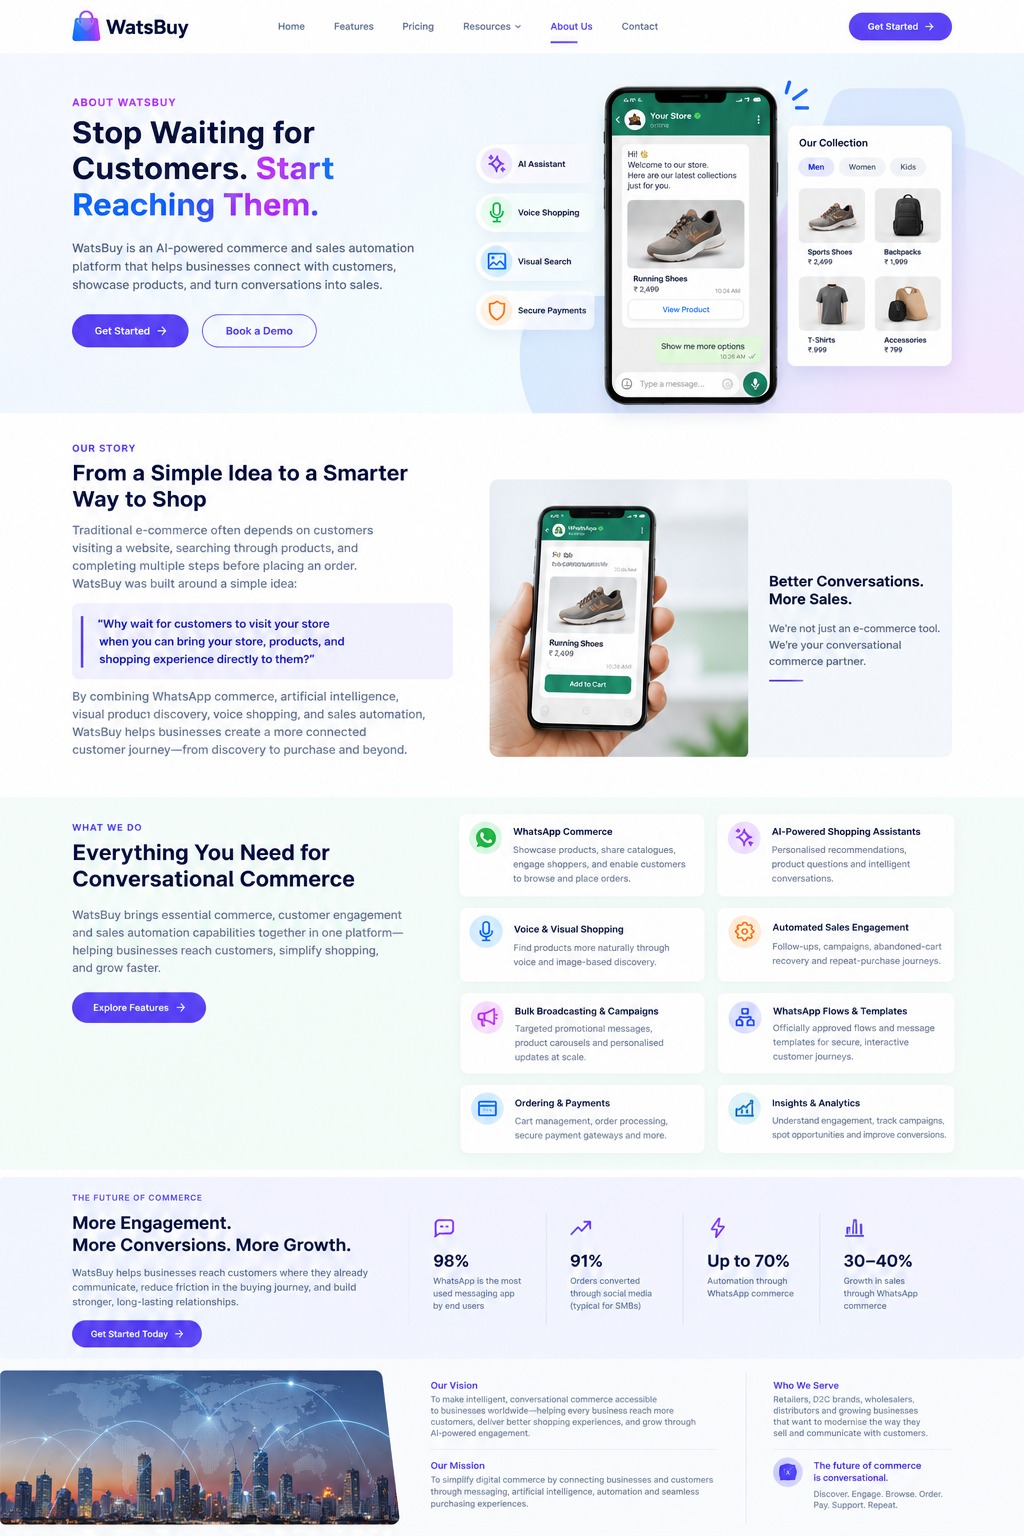 WatsBuy
Home
Features
Pricing
Resources
About Us
Contact
Get Started →
ABOUT WATSBUY
Stop Waiting for
Customers. Start
Reaching Them.
WatsBuy is an AI-powered commerce and sales automation
platform that helps businesses connect with customers,
showcase products, and turn conversations into sales.
Get Started →
Book a Demo
AI Assistant
Voice Shopping
Visual Search
Secure Payments
Your Store
online
Hi! 👋
Welcome to our store.
Here are our latest collections
just for you.
Running Shoes
₹ 2,499
10:24 AM
View Product
Show me more options
10:25 AM
Type a message...
Our Collection
Men
Women
Kids
Sports Shoes
₹ 2,499
Backpacks
₹ 1,999
T-Shirts
₹.999
Accessories
₹ 799
OUR STORY
From a Simple Idea to a Smarter
Way to Shop
Traditional e-commerce often depends on customers
visiting a website, searching through products, and
completing multiple steps before placing an order.
WatsBuy was built around a simple idea:
“Why wait for customers to visit your store
when you can bring your store, products, and
shopping experience directly to them?”
By combining WhatsApp commerce, artificial intelligence,
visual product discovery, voice shopping, and sales automation,
WatsBuy helps businesses create a more connected
customer journey—from discovery to purchase and beyond.
WhatsApp
Running Shoes
₹ 2,499
Add to Cart
Better Conversations.
More Sales.
We're not just an e-commerce tool.
We're your conversational
commerce partner.
WHAT WE DO
Everything You Need for
Conversational Commerce
WatsBuy brings essential commerce, customer engagement
and sales automation capabilities together in one platform—
helping businesses reach customers, simplify shopping,
and grow faster.
Explore Features →
WhatsApp Commerce
Showcase products, share catalogues,
engage shoppers, and enable customers
to browse and place orders.
AI-Powered Shopping Assistants
Personalised recommendations,
product questions and intelligent
conversations.
Voice & Visual Shopping
Find products more naturally through
voice and image-based discovery.
Automated Sales Engagement
Follow-ups, campaigns, abandoned-cart
recovery and repeat-purchase journeys.
Bulk Broadcasting & Campaigns
Targeted promotional messages,
product carousels and personalised
updates at scale.
WhatsApp Flows & Templates
Officially approved flows and message
templates for secure, interactive
customer journeys.
Ordering & Payments
Cart management, order processing,
secure payment gateways and more.
Insights & Analytics
Understand engagement, track campaigns,
spot opportunities and improve conversions.
THE FUTURE OF COMMERCE
More Engagement.
More Conversions. More Growth.
WatsBuy helps businesses reach customers where they already
communicate, reduce friction in the buying journey, and build
stronger, long-lasting relationships.
Get Started Today →
98%
WhatsApp is the most
used messaging app
by end users
91%
Orders converted
through social media
(typical for SMBs)
Up to 70%
Automation through
WhatsApp commerce
30–40%
Growth in sales
through WhatsApp
commerce
Our Vision
To make intelligent, conversational commerce accessible
to businesses worldwide—helping every business reach more
customers, deliver better shopping experiences, and grow through
AI-powered engagement.
Our Mission
To simplify digital commerce by connecting businesses and customers
through messaging, artificial intelligence, automation and seamless
purchasing experiences.
Who We Serve
Retailers, D2C brands, wholesalers,
distributors and growing businesses
that want to modernise the way they
sell and communicate with customers.
The future of commerce
is conversational.
Discover. Engage. Browse. Order.
Pay. Support. Repeat.